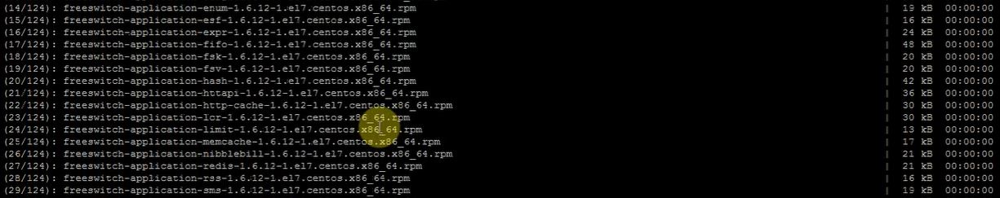 (14/124): freeswitch-application-enum-1.6.12-1.el7.centos.x86_64.rpm | 19 kB 00:00:00
(15/124): freeswitch-application-esf-1.6.12-1.el7.centos.x86_64.rpm | 16 kB 00:00:00
(16/124): freeswitch-application-expr-1.6.12-1.el7.centos.x86_64.rpm | 24 kB 00:00:00
(17/124): freeswitch-application-fifo-1.6.12-1.el7.centos.x86_64.rpm | 48 kB 00:00:00
(18/124): freeswitch-application-fsk-1.6.12-1.el7.centos.x86_64.rpm | 20 kB 00:00:00
(19/124): freeswitch-application-fsv-1.6.12-1.el7.centos.x86_64.rpm | 20 kB 00:00:00
(20/124): freeswitch-application-hash-1.6.12-1.el7.centos.x86_64.rpm | 42 kB 00:00:00
(21/124): freeswitch-application-httapi-1.6.12-1.el7.centos.x86_64.rpm | 36 kB 00:00:00
(22/124): freeswitch-application-http-cache-1.6.12-1.el7.centos.x86_64.rpm | 30 kB 00:00:00
(23/124): freeswitch-application-lcr-1.6.12-1.el7.centos.x86_64.rpm | 30 kB 00:00:00
(24/124): freeswitch-application-limit-1.6.12-1.el7.centos.x86_64.rpm | 13 kB 00:00:00
(25/124): freeswitch-application-memcache-1.6.12-1.el7.centos.x86_64.rpm | 17 kB 00:00:00
(26/124): freeswitch-application-nibblebill-1.6.12-1.el7.centos.x86_64.rpm | 21 kB 00:00:00
(27/124): freeswitch-application-redis-1.6.12-1.el7.centos.x86_64.rpm | 21 kB 00:00:00
(28/124): freeswitch-application-rss-1.6.12-1.el7.centos.x86_64.rpm | 16 kB 00:00:00
(29/124): freeswitch-application-sms-1.6.12-1.el7.centos.x86_64.rpm | 19 kB 00:00:00